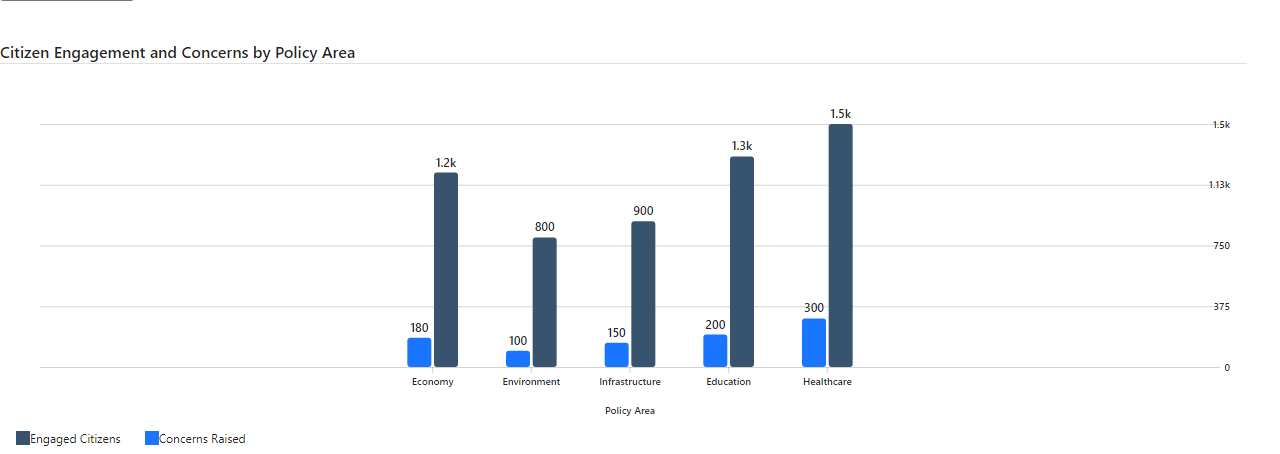 Citizen Engagement and Concerns by Policy Area
1.5k
1.5k
1.3k
1.2k
1.13k
900
800
750
300
375
180
200
150
100
0
Economy Environment Infrastructure Education Healthcare
Policy Area
Engaged Citizens Concerns Raised